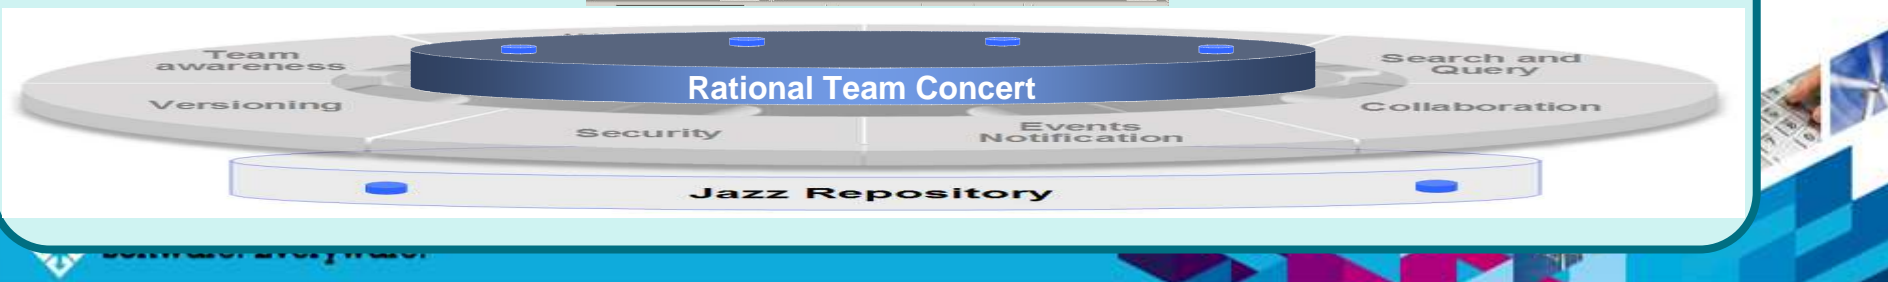 Team
awareness
Rational Team Concert
Search and
Query
Versioning
Collaboration
Security
Events
Notification
Jazz Repository